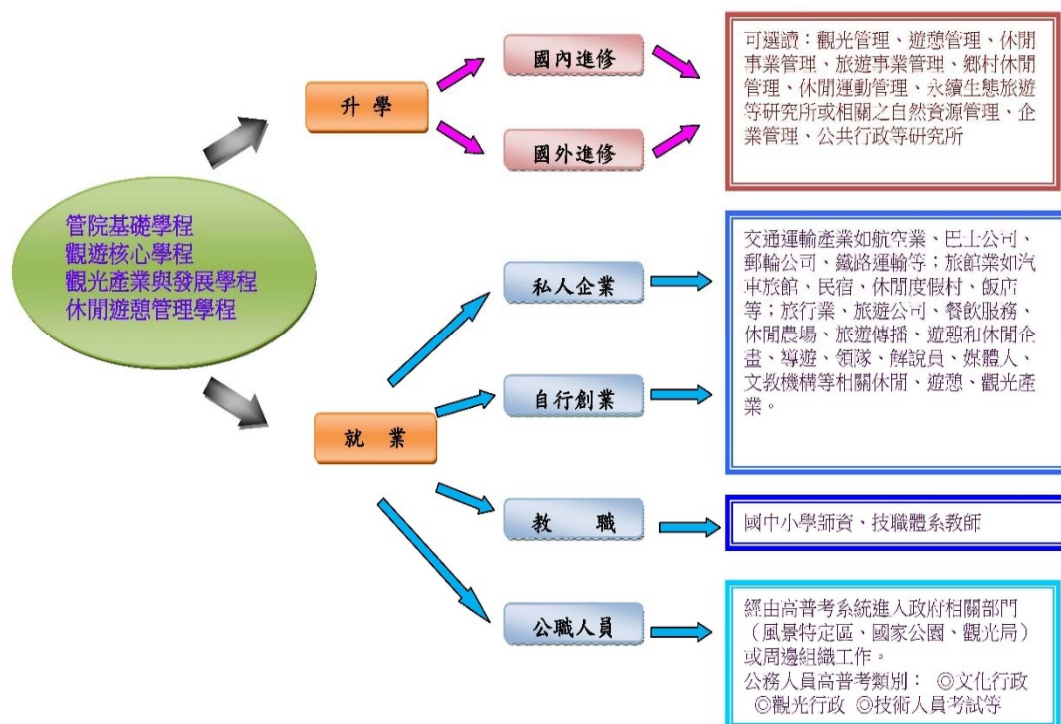 管院基礎學程
觀遊核心學程
觀光產業與發展學程
休閒遊憩管理學程
升 學
國內進修
國外進修
可選讀：觀光管理、遊憩管理、休閒
事業管理、旅遊事業管理、鄉村休閒
管理、休閒運動管理、永續生態旅遊
等研究所或相關之自然資源管理、企
業管理、公共行政等研究所
就 業
私人企業
自行創業
交通運輸產業如航空業、巴士公司、
郵輪公司、鐵路運輸等；旅館業如汽
車旅館、民宿、休閒度假村、飯店
等；旅行業、旅遊公司、餐飲服務、
休閒農場、旅遊傳播、遊憩和休閒企
畫、導遊、領隊、解說員、媒體人、
文教機構等相關休閒、遊憩、觀光產
業。
教 職
國中小學師資、技職體系教師
公職人員
經由高普考系統進入政府相關部門
（風景特定區、國家公園、觀光局）
或周邊組織工作。
公務人員高普考類別： ◎文化行政
◎觀光行政 ◎技術人員考試等